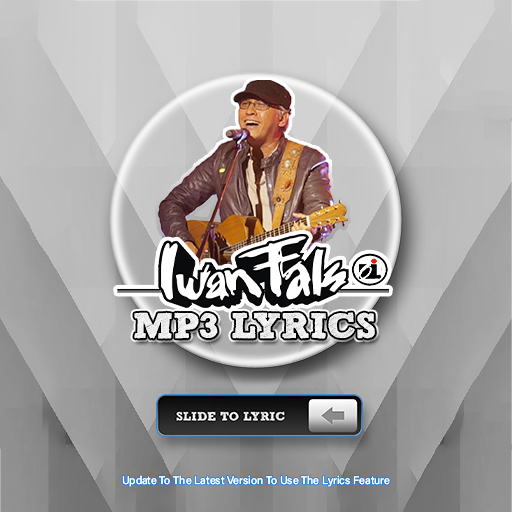 Iwan Fals
MP3 LYRICS
SLIDE TO LYRIC
Update To The Latest Version To Use The Lyrics Feature